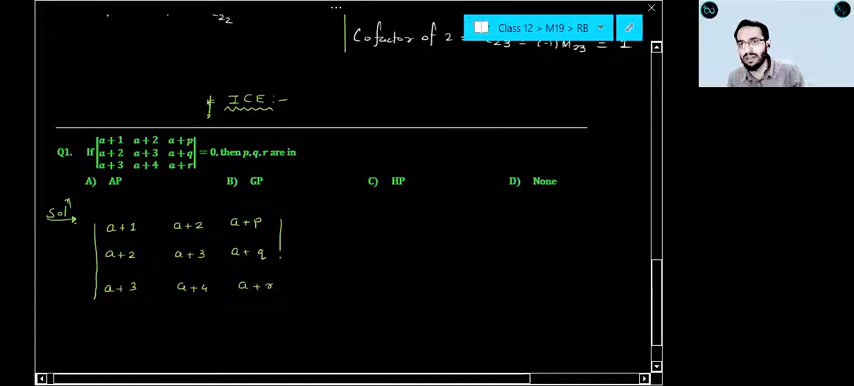 Class 12 > M19 > RB
Cofactor of 2 =
ICE :-
Q1. If |a+1 a+2 a+p|
|a+2 a+3 a+q| = 0, then p, q, r are in
|a+3 a+4 a+r|
A) AP B) GP C) HP D) None
Solⁿ
a+1 a+2 a+p
a+2 a+3 a+q
a+3 a+4 a+r